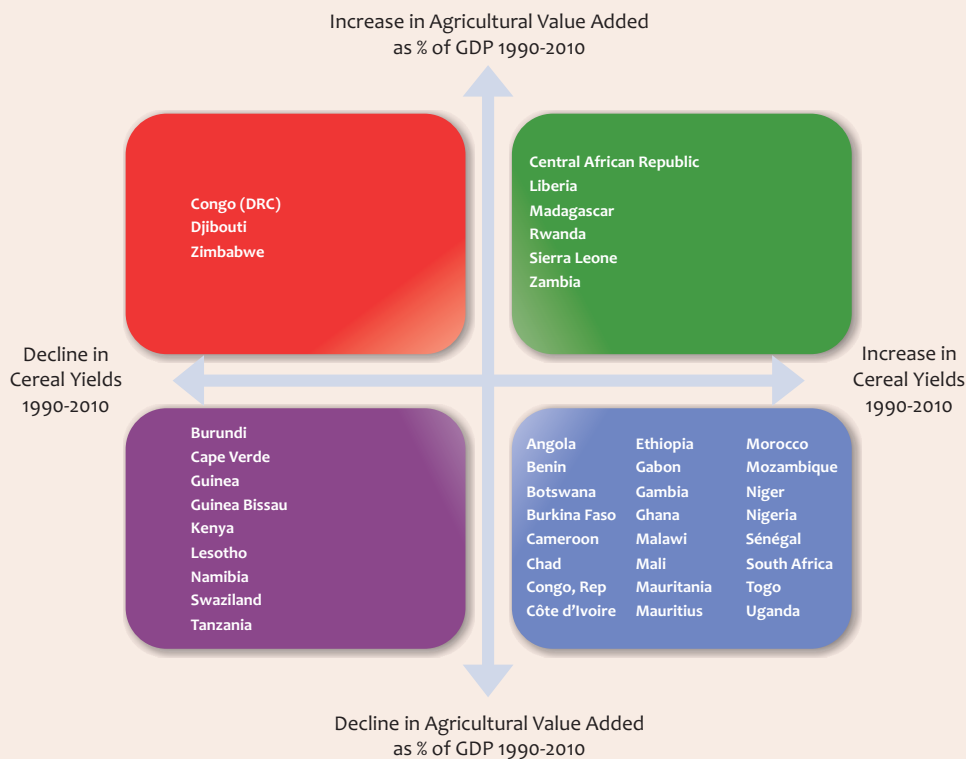 Increase in Agricultural Value Added
as % of GDP 1990-2010
Congo (DRC)
Djibouti
Zimbabwe
Central African Republic
Liberia
Madagascar
Rwanda
Sierra Leone
Zambia
Decline in
Cereal Yields
1990-2010
Increase in
Cereal Yields
1990-2010
Burundi
Cape Verde
Guinea
Guinea Bissau
Kenya
Lesotho
Namibia
Swaziland
Tanzania
Angola
Benin
Botswana
Burkina Faso
Cameroon
Chad
Congo, Rep
Côte d’Ivoire
Ethiopia
Gabon
Gambia
Ghana
Malawi
Mali
Mauritania
Mauritius
Morocco
Mozambique
Niger
Nigeria
Sénégal
South Africa
Togo
Uganda
Decline in Agricultural Value Added
as % of GDP 1990-2010